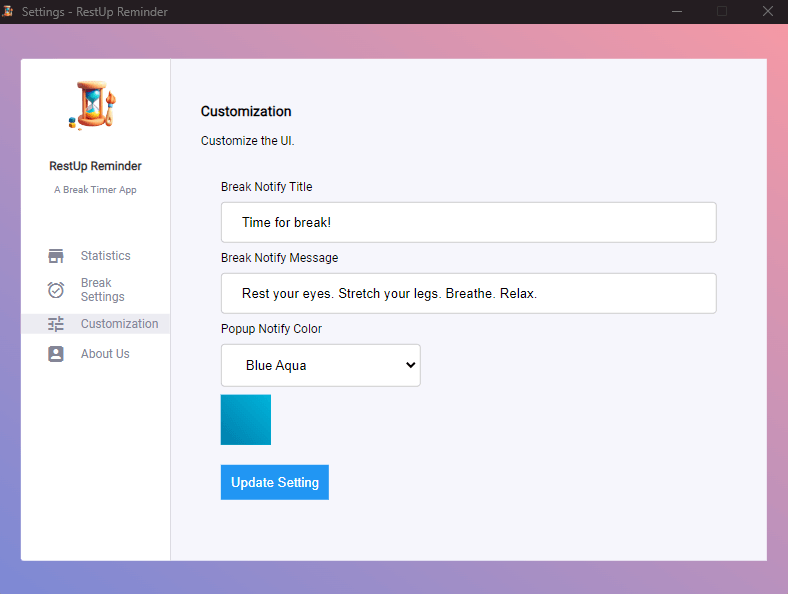 Settings - RestUp Reminder
RestUp Reminder
A Break Timer App
Statistics
Break
Settings
Customization
About Us
Customization
Customize the UI.
Break Notify Title
Time for break!
Break Notify Message
Rest your eyes. Stretch your legs. Breathe. Relax.
Popup Notify Color
Blue Aqua
Update Setting